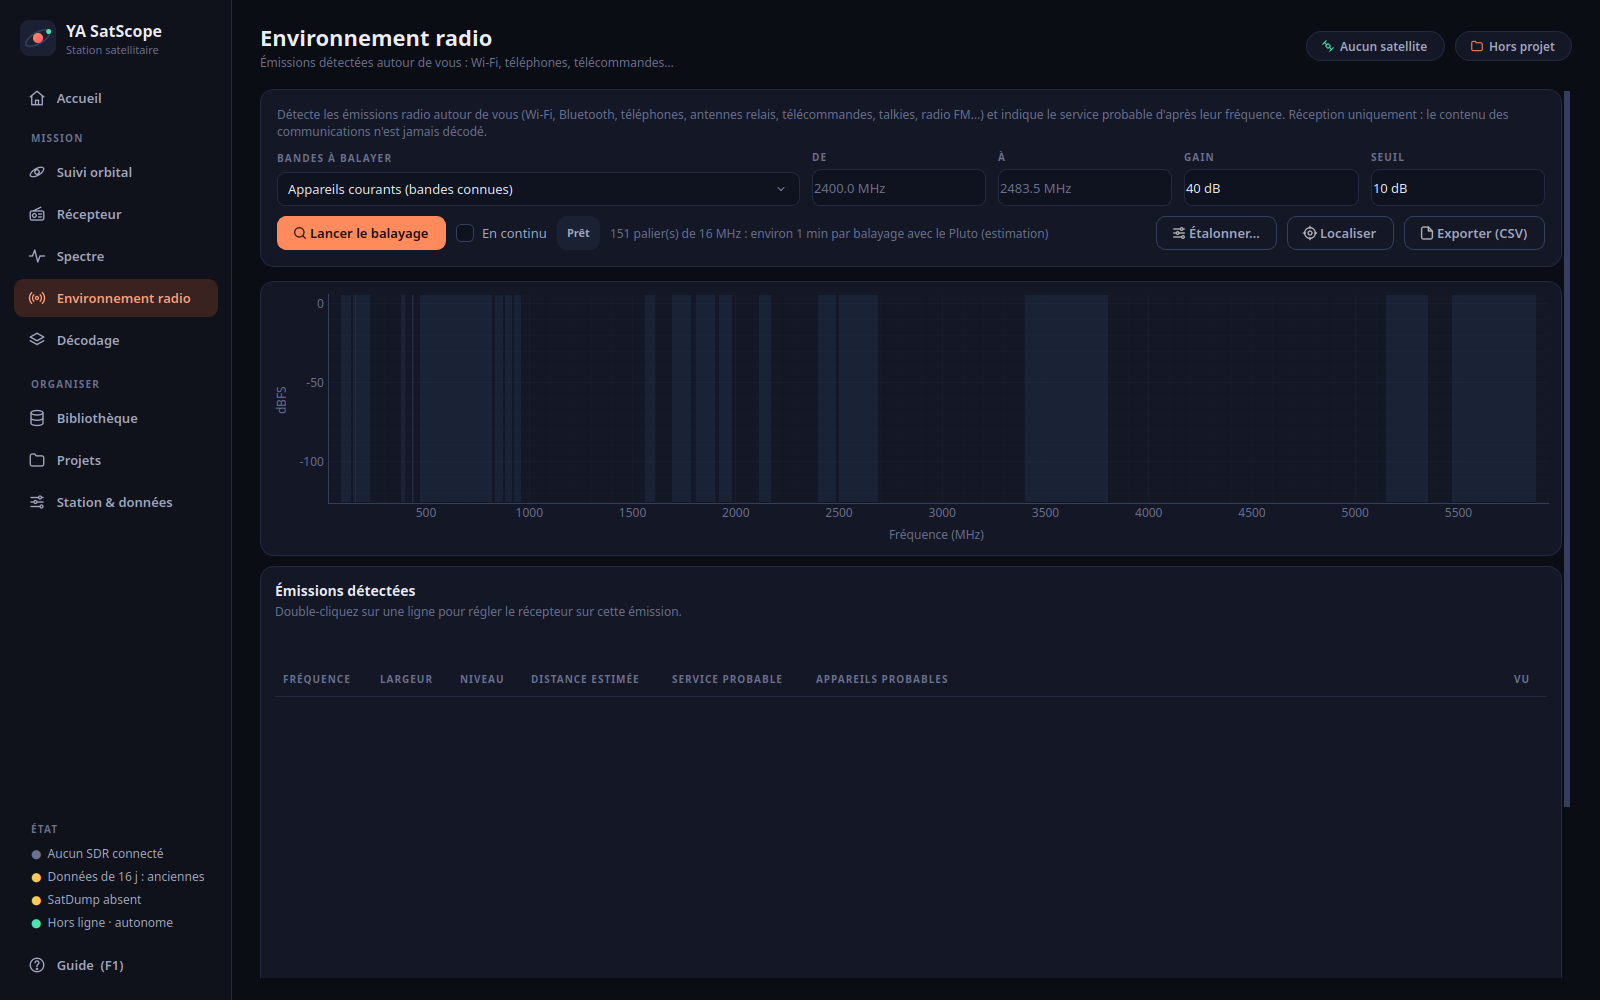 YA SatScope
Station satellitaire
Accueil
MISSION
Suivi orbital
Récepteur
Spectre
Environnement radio
Décodage
ORGANISER
Bibliothèque
Projets
Station & données
ÉTAT
Aucun SDR connecté
Données de 16 j : anciennes
SatDump absent
Hors ligne · autonome
Guide (F1)
Environnement radio
Émissions détectées autour de vous : Wi-Fi, téléphones, télécommandes...
Aucun satellite
Hors projet
Détecte les émissions radio autour de vous (Wi-Fi, Bluetooth, téléphones, antennes relais, télécommandes, talkies, radio FM...) et indique le service probable d'après leur fréquence. Réception uniquement : le contenu des
communications n'est jamais décodé.
BANDES À BALAYER
DE
À
GAIN
SEUIL
Appareils courants (bandes connues)
2400.0 MHz
2483.5 MHz
40 dB
10 dB
Lancer le balayage
En continu
Prêt
151 palier(s) de 16 MHz : environ 1 min par balayage avec le Pluto (estimation)
Étalonner...
Localiser
Exporter (CSV)
0
-50
-100
dBFS
500 1000 1500 2000 2500 3000 3500 4000 4500 5000 5500
Fréquence (MHz)
Émissions détectées
Double-cliquez sur une ligne pour régler le récepteur sur cette émission.
FRÉQUENCE LARGEUR NIVEAU DISTANCE ESTIMÉE SERVICE PROBABLE APPAREILS PROBABLES VU